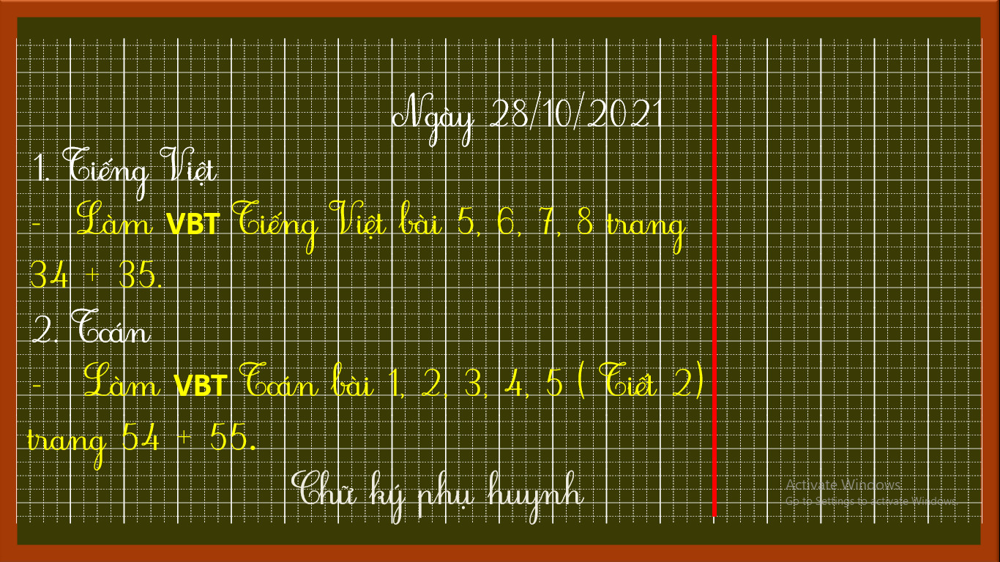 Ngày 28/10/2021
1. Tiếng Việt
- Làm VBT Tiếng Việt bài 5, 6, 7, 8 trang
34 + 35.
2. Toán
- Làm VBT Toán bài 1, 2, 3, 4, 5 ( Tiết 2)
trang 54 + 55.
Chữ ký phụ huynh
Activate Windows
Go to Settings to activate Windows.